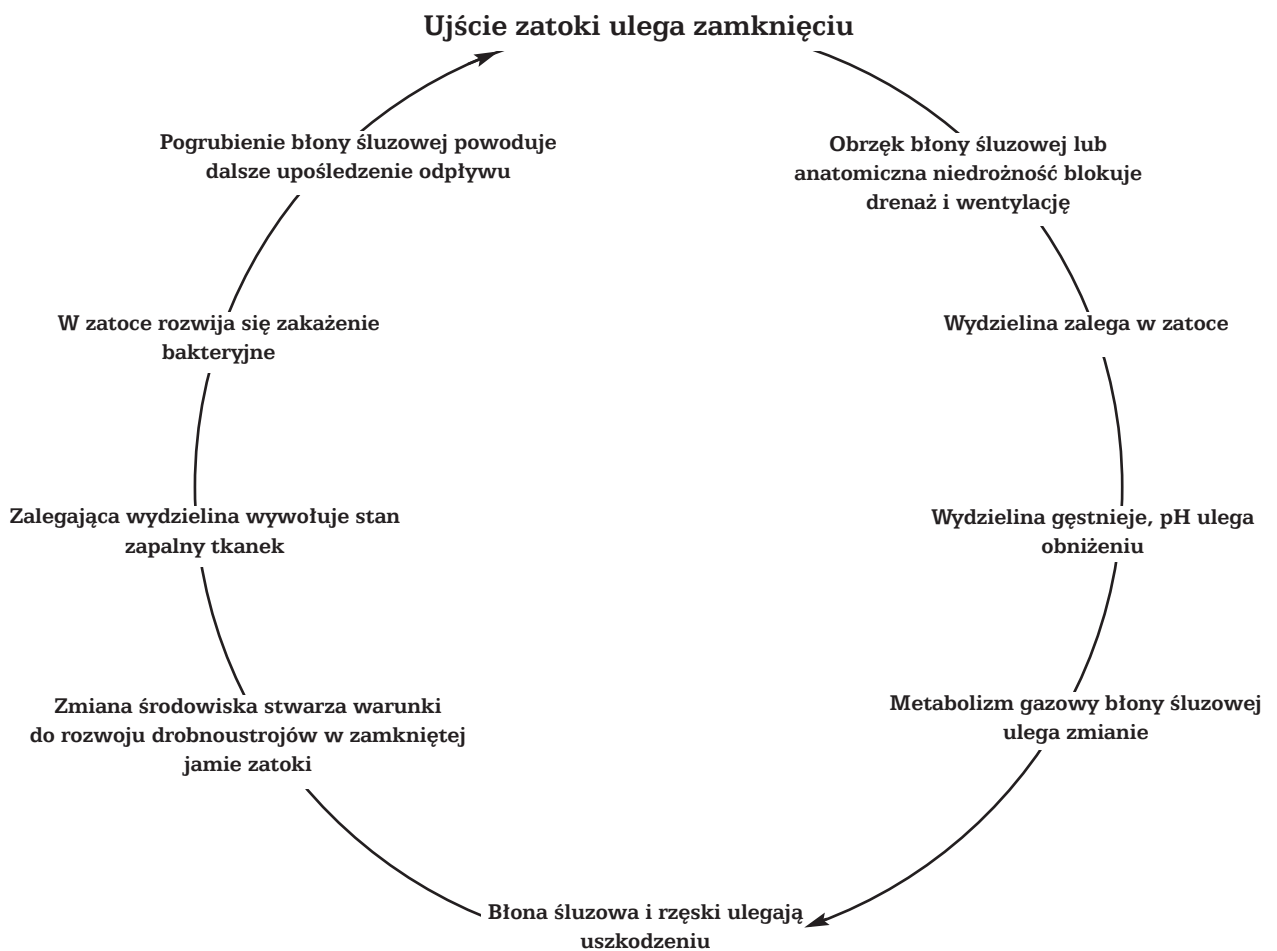 Ujście zatoki ulega zamknięciu
Obrzęk błony śluzowej lub
anatomiczna niedrożność blokuje
drenaż i wentylację
Wydzielina zalega w zatoce
Wydzielina gęstnieje, pH ulega
obniżeniu
Metabolizm gazowy błony śluzowej
ulega zmianie
Błona śluzowa i rzęski ulegają
uszkodzeniu
Zmiana środowiska stwarza warunki
do rozwoju drobnoustrojów w zamkniętej
jamie zatoki
Zalegająca wydzielina wywołuje stan
zapalny tkanek
W zatoce rozwija się zakażenie
bakteryjne
Pogrubienie błony śluzowej powoduje
dalsze upośledzenie odpływu